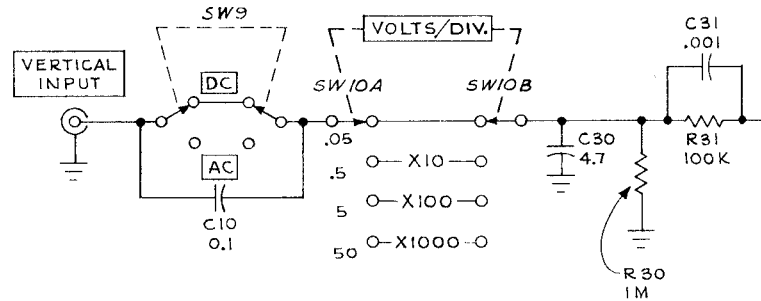 SW9
VOLTS/DIV.
C31
.001
VERTICAL
INPUT
DC
SW10A
SW10B
.05
C30
4.7
R31
100K
AC
.5
X10
C10
0.1
5
X100
50
X1000
R30
1M